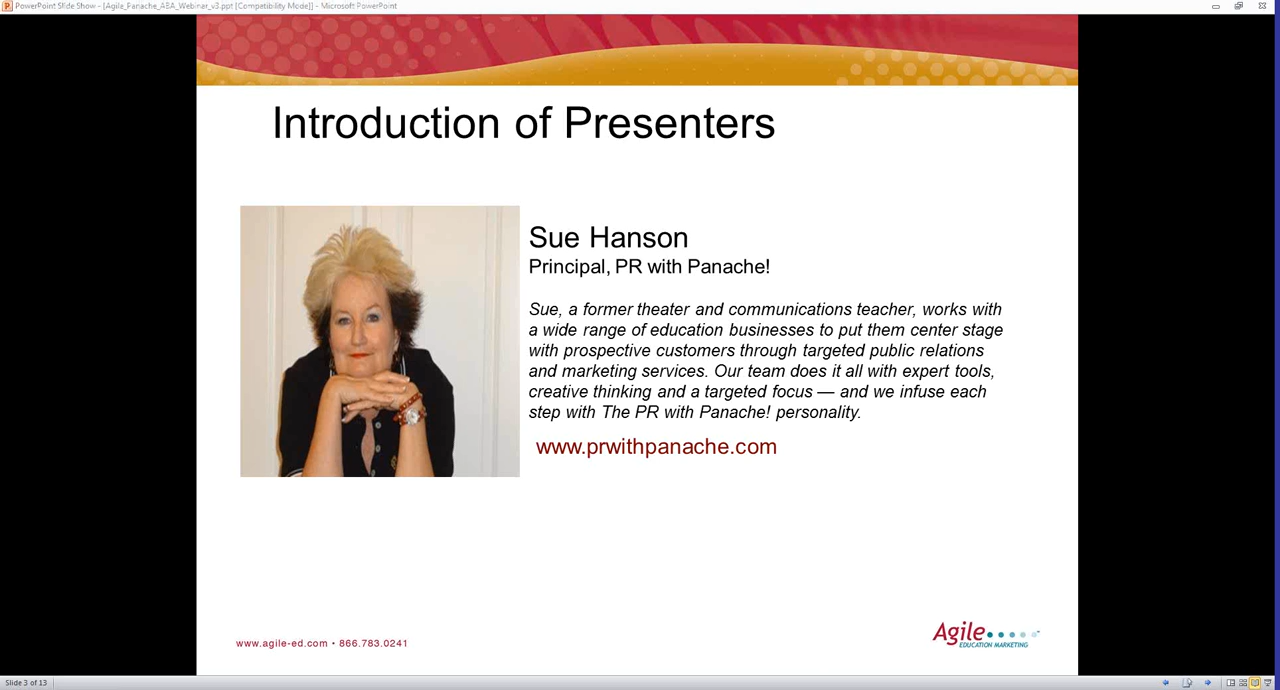 PowerPoint Slide Show - [Agile_Panache_ABA_Webinar_v3.ppt [Compatibility Mode]] - Microsoft PowerPoint
Introduction of Presenters
Sue Hanson
Principal, PR with Panache!
Sue, a former theater and communications teacher, works with
a wide range of education businesses to put them center stage
with prospective customers through targeted public relations
and marketing services. Our team does it all with expert tools,
creative thinking and a targeted focus — and we infuse each
step with The PR with Panache! personality.
www.prwithpanache.com
www.agile-ed.com • 866.783.0241
Agile
EDUCATION MARKETING
Slide 3 of 13